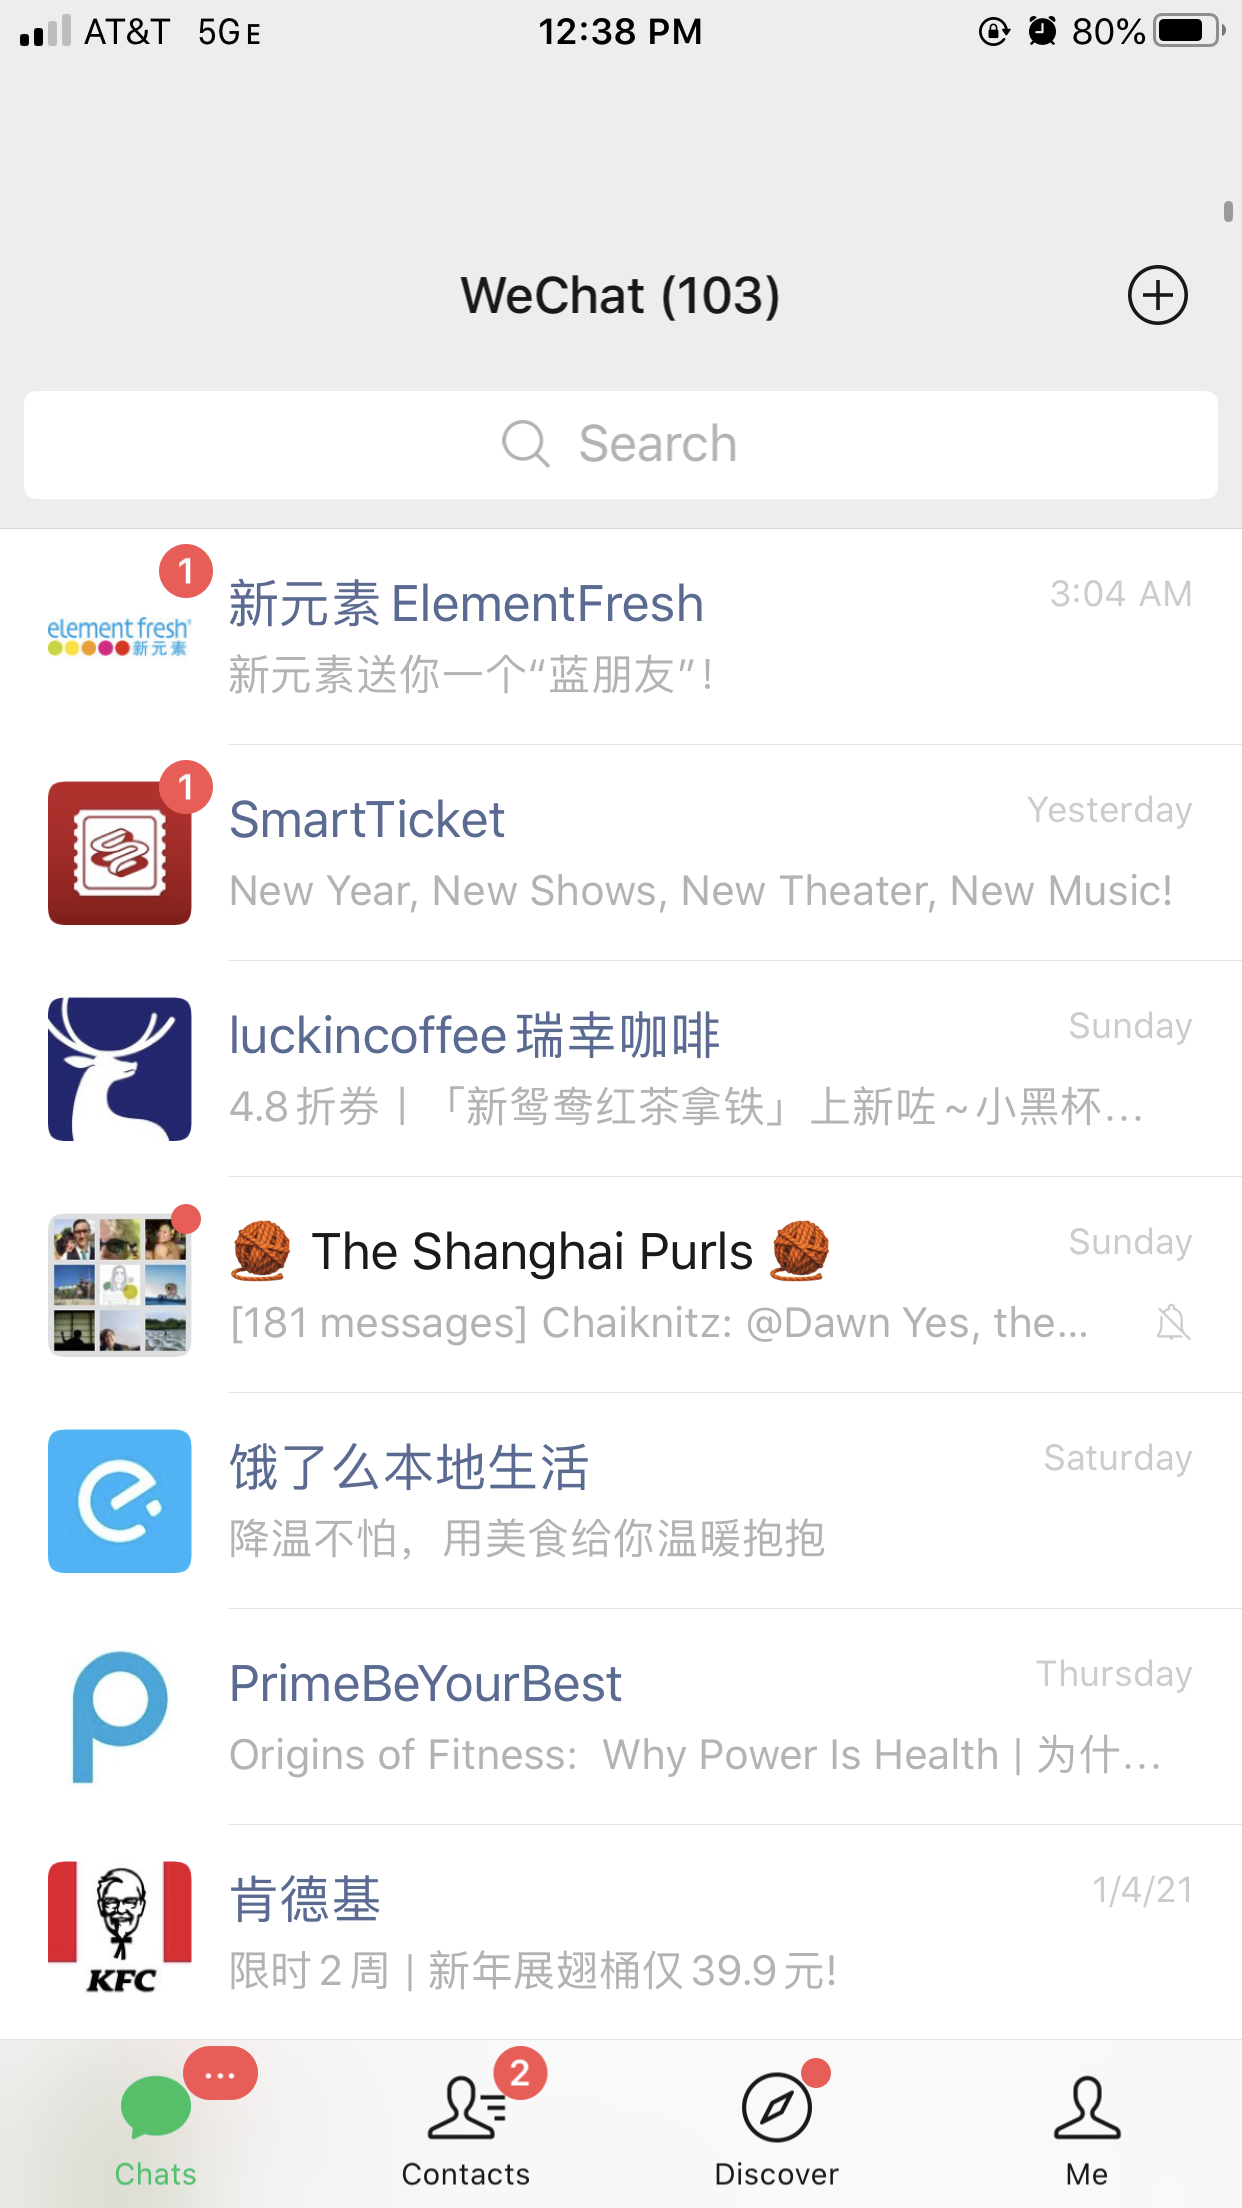 AT&T 5GE 12:38 PM 80%
WeChat (103)
Search
1
element fresh
新元素
新元素 ElementFresh 3:04 AM
新元素送你一个“蓝朋友”！
1
SmartTicket Yesterday
New Year, New Shows, New Theater, New Music!
luckincoffee瑞幸咖啡 Sunday
4.8折券丨「新鸳鸯红茶拿铁」上新咗~小黑杯...
🧶 The Shanghai Purls 🧶 Sunday
[181 messages] Chaiknitz: @Dawn Yes, the...
饿了么本地生活 Saturday
降温不怕，用美食给你温暖抱抱
PrimeBeYourBest Thursday
Origins of Fitness: Why Power Is Health | 为什...
肯德基 1/4/21
KFC
限时2周 | 新年展翅桶仅39.9元!
... 2
Chats Contacts Discover Me